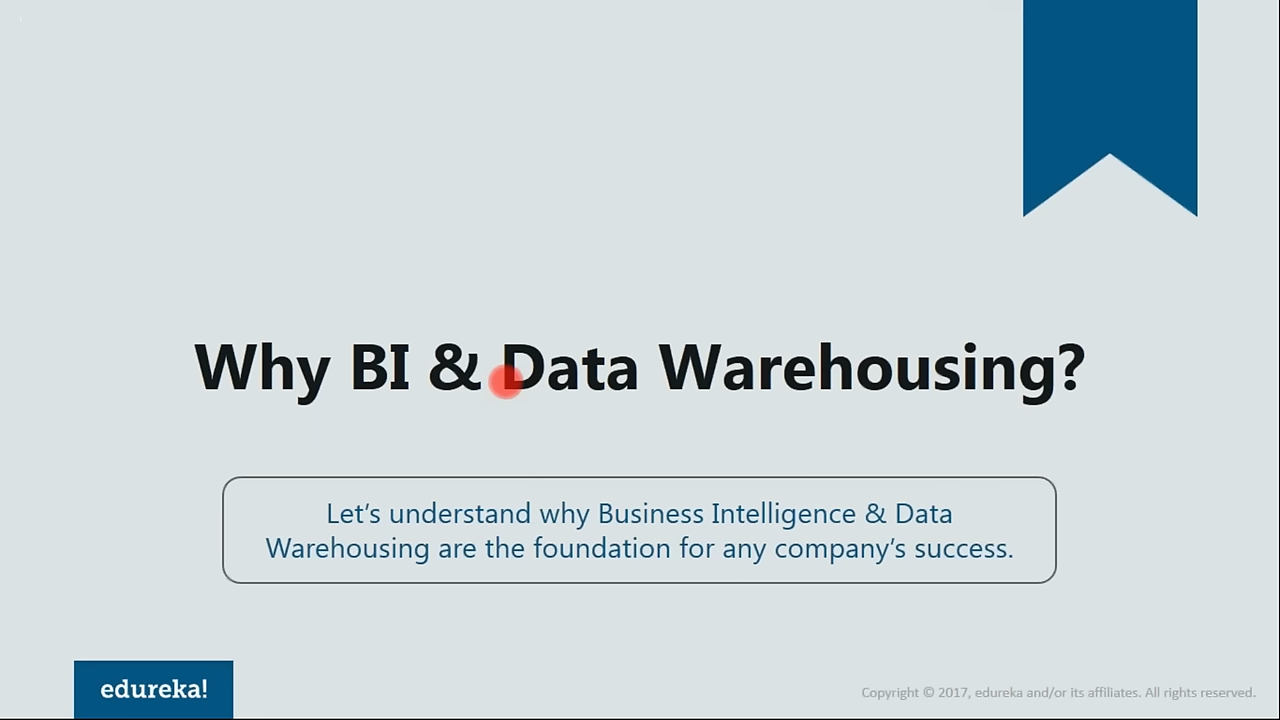 Why BI & Data Warehousing?
Let’s understand why Business Intelligence & Data
Warehousing are the foundation for any company’s success.
edureka!
Copyright © 2017, edureka and/or its affiliates. All rights reserved.